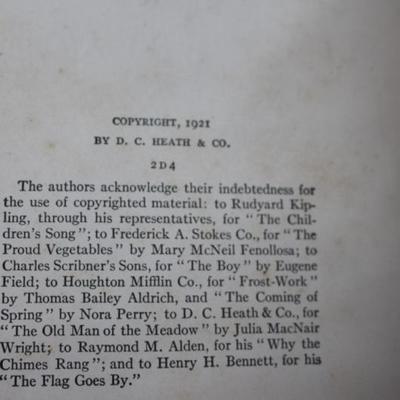 COPYRIGHT, 1921
BY D. C. HEATH & CO.
2 D 4
The authors acknowledge their indebtedness for
the use of copyrighted material: to Rudyard Kip-
ling, through his representatives, for "The Chil-
dren's Song"; to Frederick A. Stokes Co., for "The
Proud Vegetables" by Mary McNeil Fenollosa; to
Charles Scribner's Sons, for "The Boy" by Eugene
Field; to Houghton Mifflin Co., for "Frost-Work"
by Thomas Bailey Aldrich, and "The Coming of
Spring" by Nora Perry; to D. C. Heath & Co., for
"The Old Man of the Meadow" by Julia MacNair
Wright; to Raymond M. Alden, for his "Why the
Chimes Rang"; and to Henry H. Bennett, for his
"The Flag Goes By."